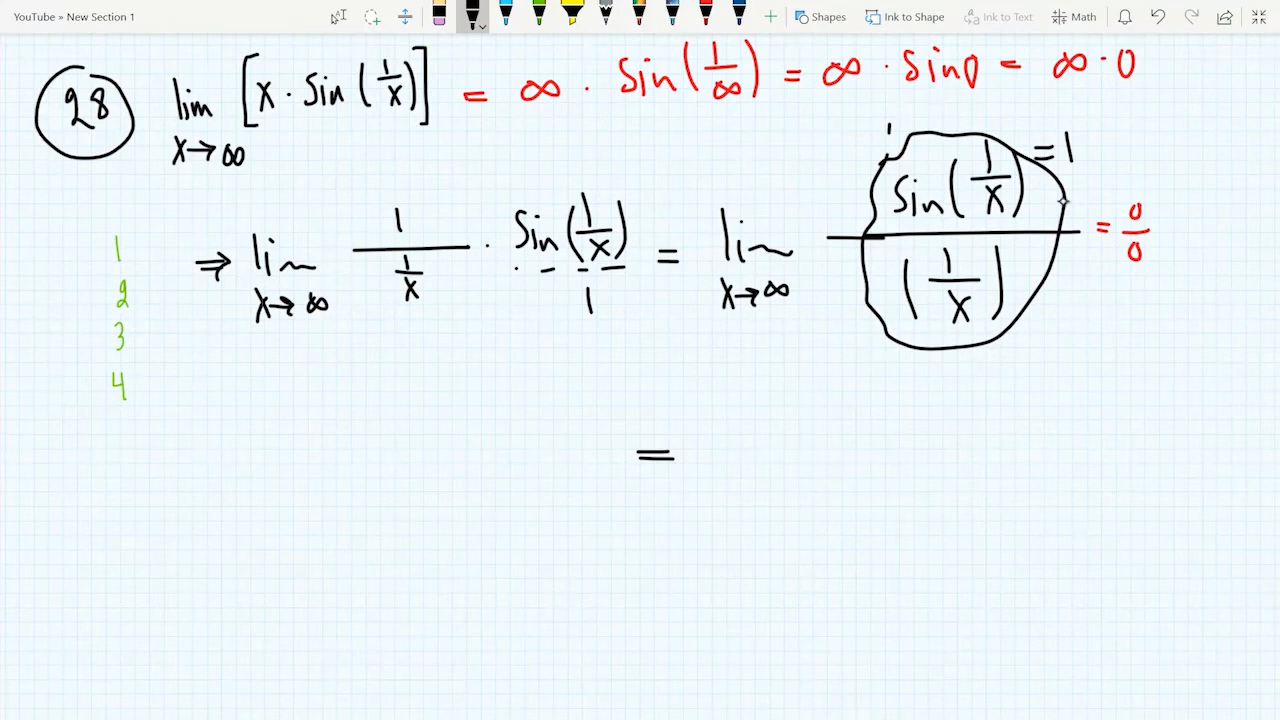 YouTube » New Section 1
Shapes Ink to Shape Ink to Text Math
28 lim x→∞ [x · sin(1/x)] = ∞ · sin(1/∞) = ∞ · sin0 = ∞ · 0
⇒ lim x→∞ 1/(1/x) · sin(1/x)/1 = lim x→∞ sin(1/x)/(1/x) = 1 = 0/0
1
2
3
4
=